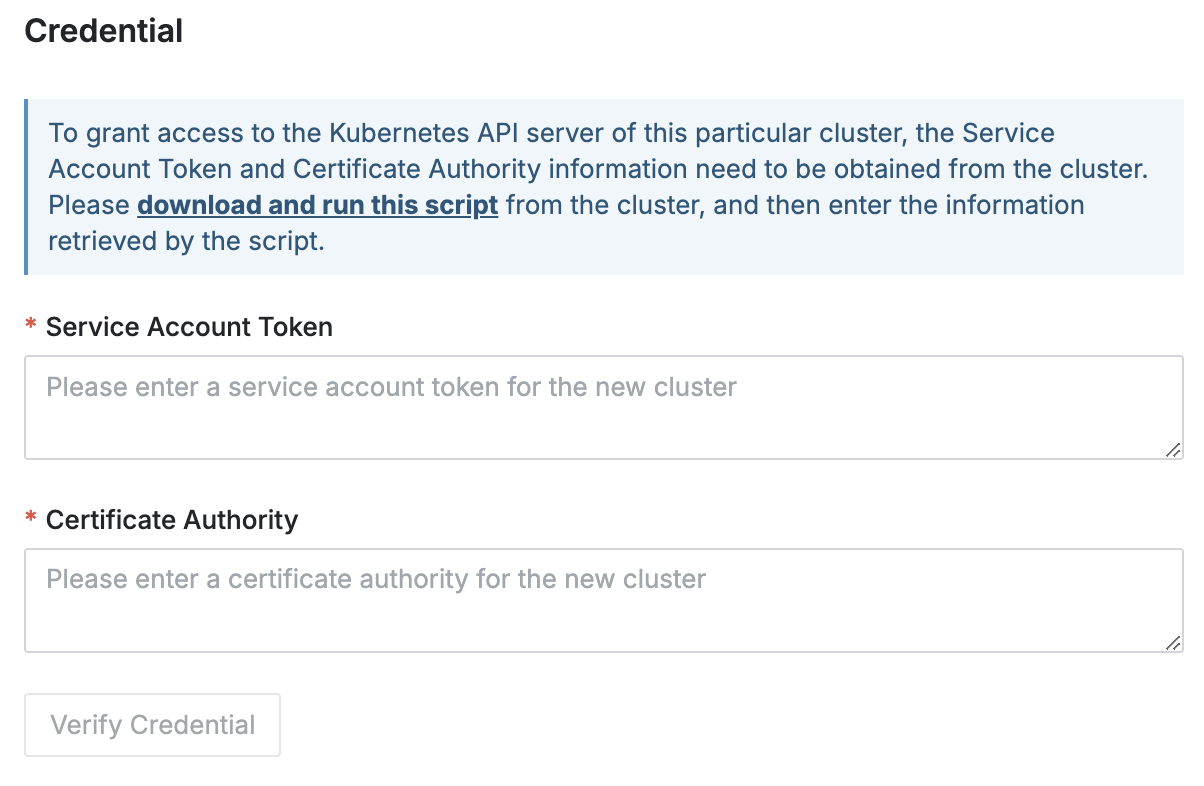 Credential
To grant access to the Kubernetes API server of this particular cluster, the Service
Account Token and Certificate Authority information need to be obtained from the cluster.
Please download and run this script from the cluster, and then enter the information
retrieved by the script.
* Service Account Token
Please enter a service account token for the new cluster
* Certificate Authority
Please enter a certificate authority for the new cluster
Verify Credential